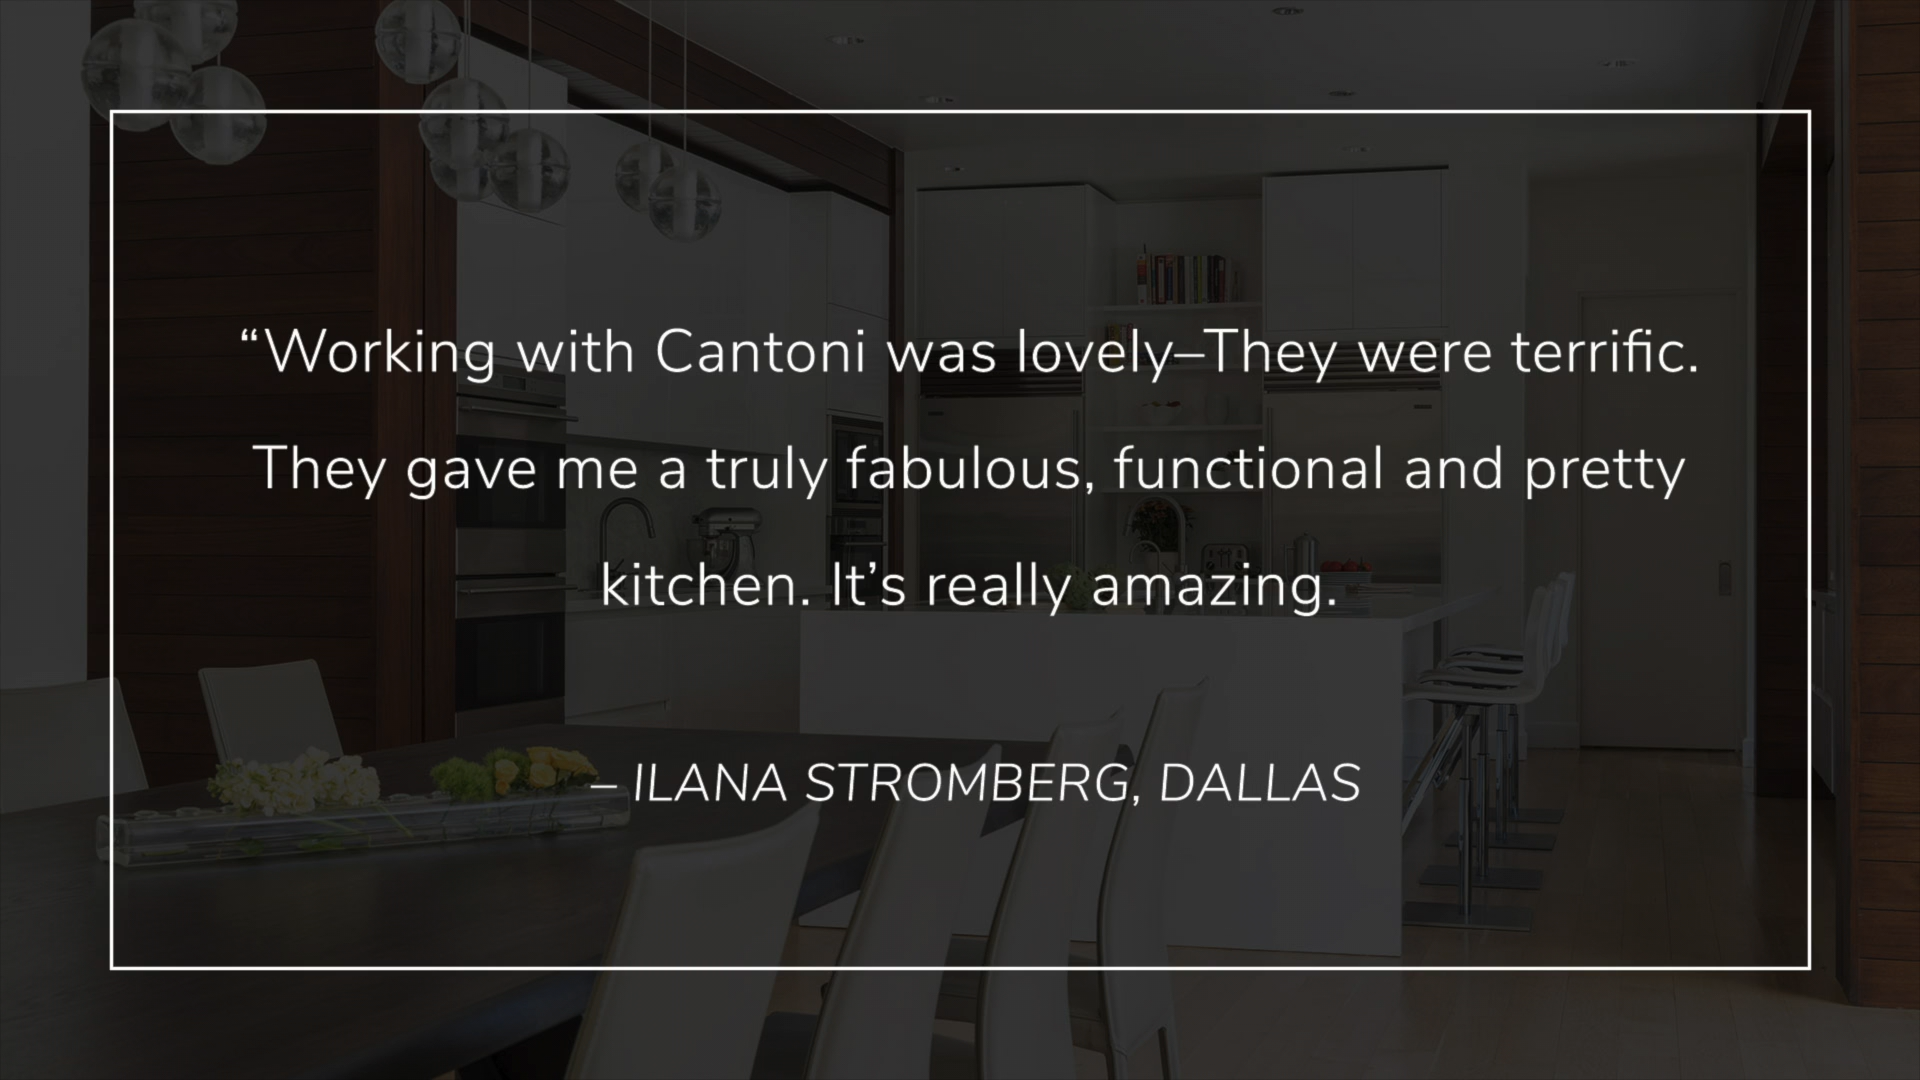 “Working with Cantoni was lovely–They were terrific.
They gave me a truly fabulous, functional and pretty
kitchen. It’s really amazing.
– ILANA STROMBERG, DALLAS